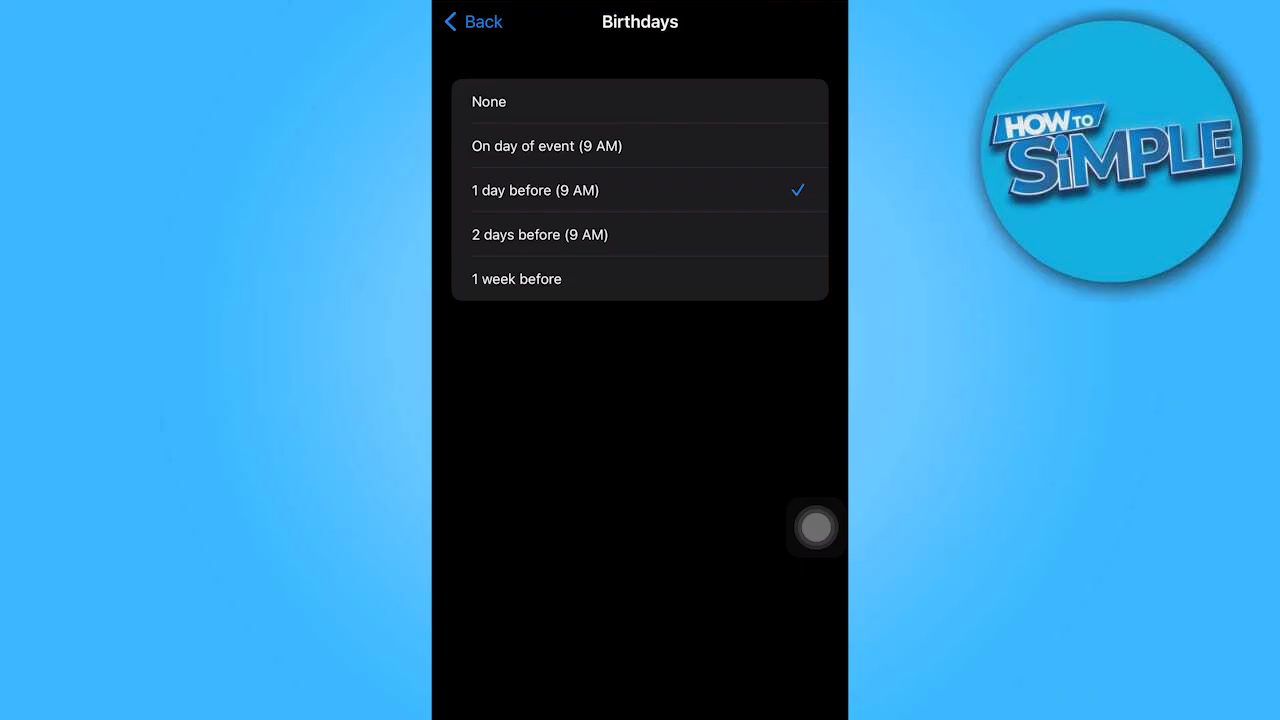 Back
Birthdays
None
On day of event (9 AM)
1 day before (9 AM)
2 days before (9 AM)
1 week before
HOW TO
SiMPLE